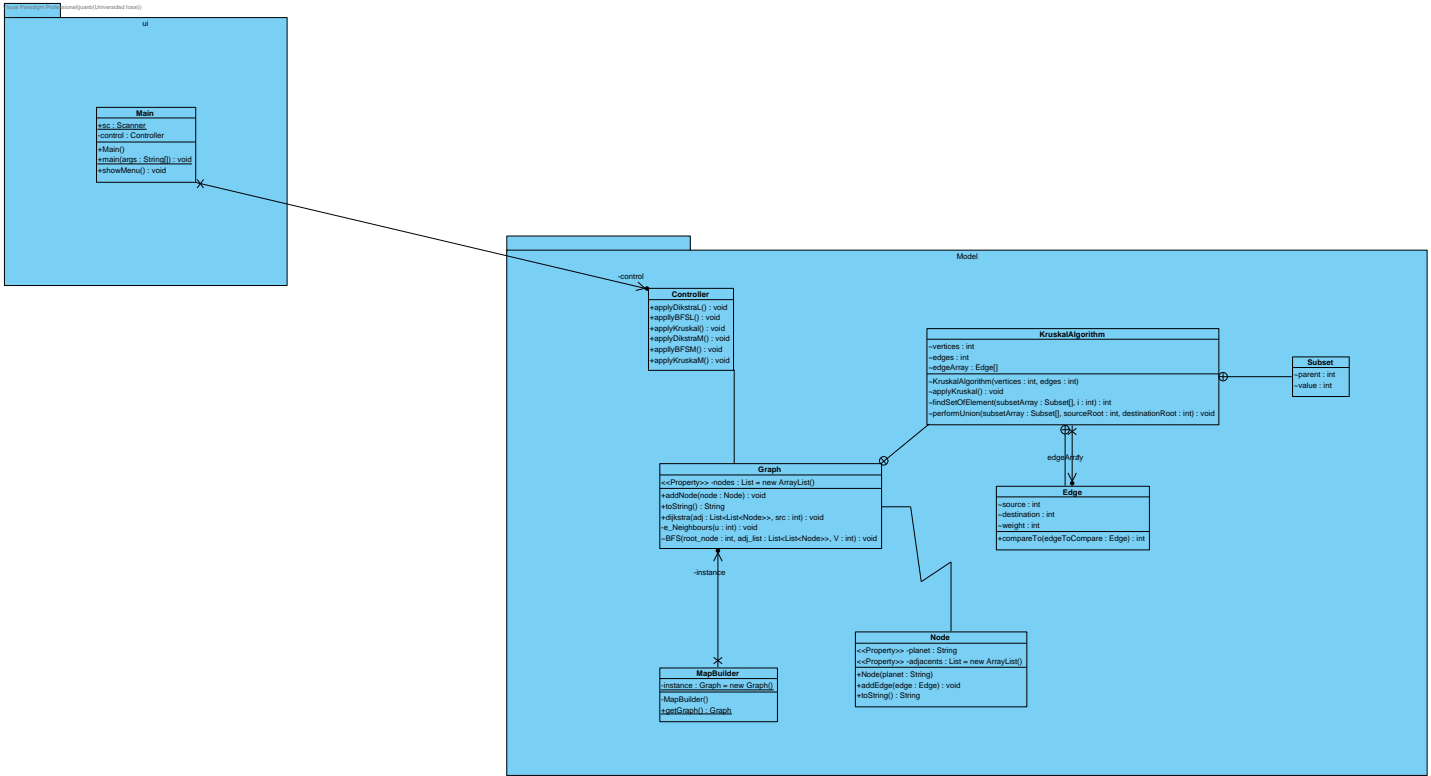 Visual Paradigm Professional(juanb(Universidad Icesi))
ui
Main
+sc : Scanner
-control : Controller
+Main()
+main(args : String[]) : void
+showMenu() : void
Model
-control
Controller
+applyDikstraL() : void
+appllyBFSL() : void
+applyKruskal() : void
+applyDikstraM() : void
+appllyBFSM() : void
+applyKruskaM() : void
KruskalAlgorithm
~vertices : int
~edges : int
~edgeArray : Edge[]
~KruskalAlgorithm(vertices : int, edges : int)
~applyKruskal() : void
~findSetOfElement(subsetArray : Subset[], i : int) : int
~performUnion(subsetArray : Subset[], sourceRoot : int, destinationRoot : int) : void
Subset
~parent : int
~value : int
edgeArray
Graph
<<Property>> -nodes : List = new ArrayList()
+addNode(node : Node) : void
+toString() : String
+dijkstra(adj : List<List<Node>>, src : int) : void
-e_Neighbours(u : int) : void
~BFS(root_node : int, adj_list : List<List<Node>>, V : int) : void
Edge
~source : int
~destination : int
~weight : int
+compareTo(edgeToCompare : Edge) : int
-instance
Node
<<Property>> -planet : String
<<Property>> -adjacents : List = new ArrayList()
+Node(planet : String)
+addEdge(edge : Edge) : void
+toString() : String
MapBuilder
-instance : Graph = new Graph()
-MapBuilder()
+getGraph() : Graph